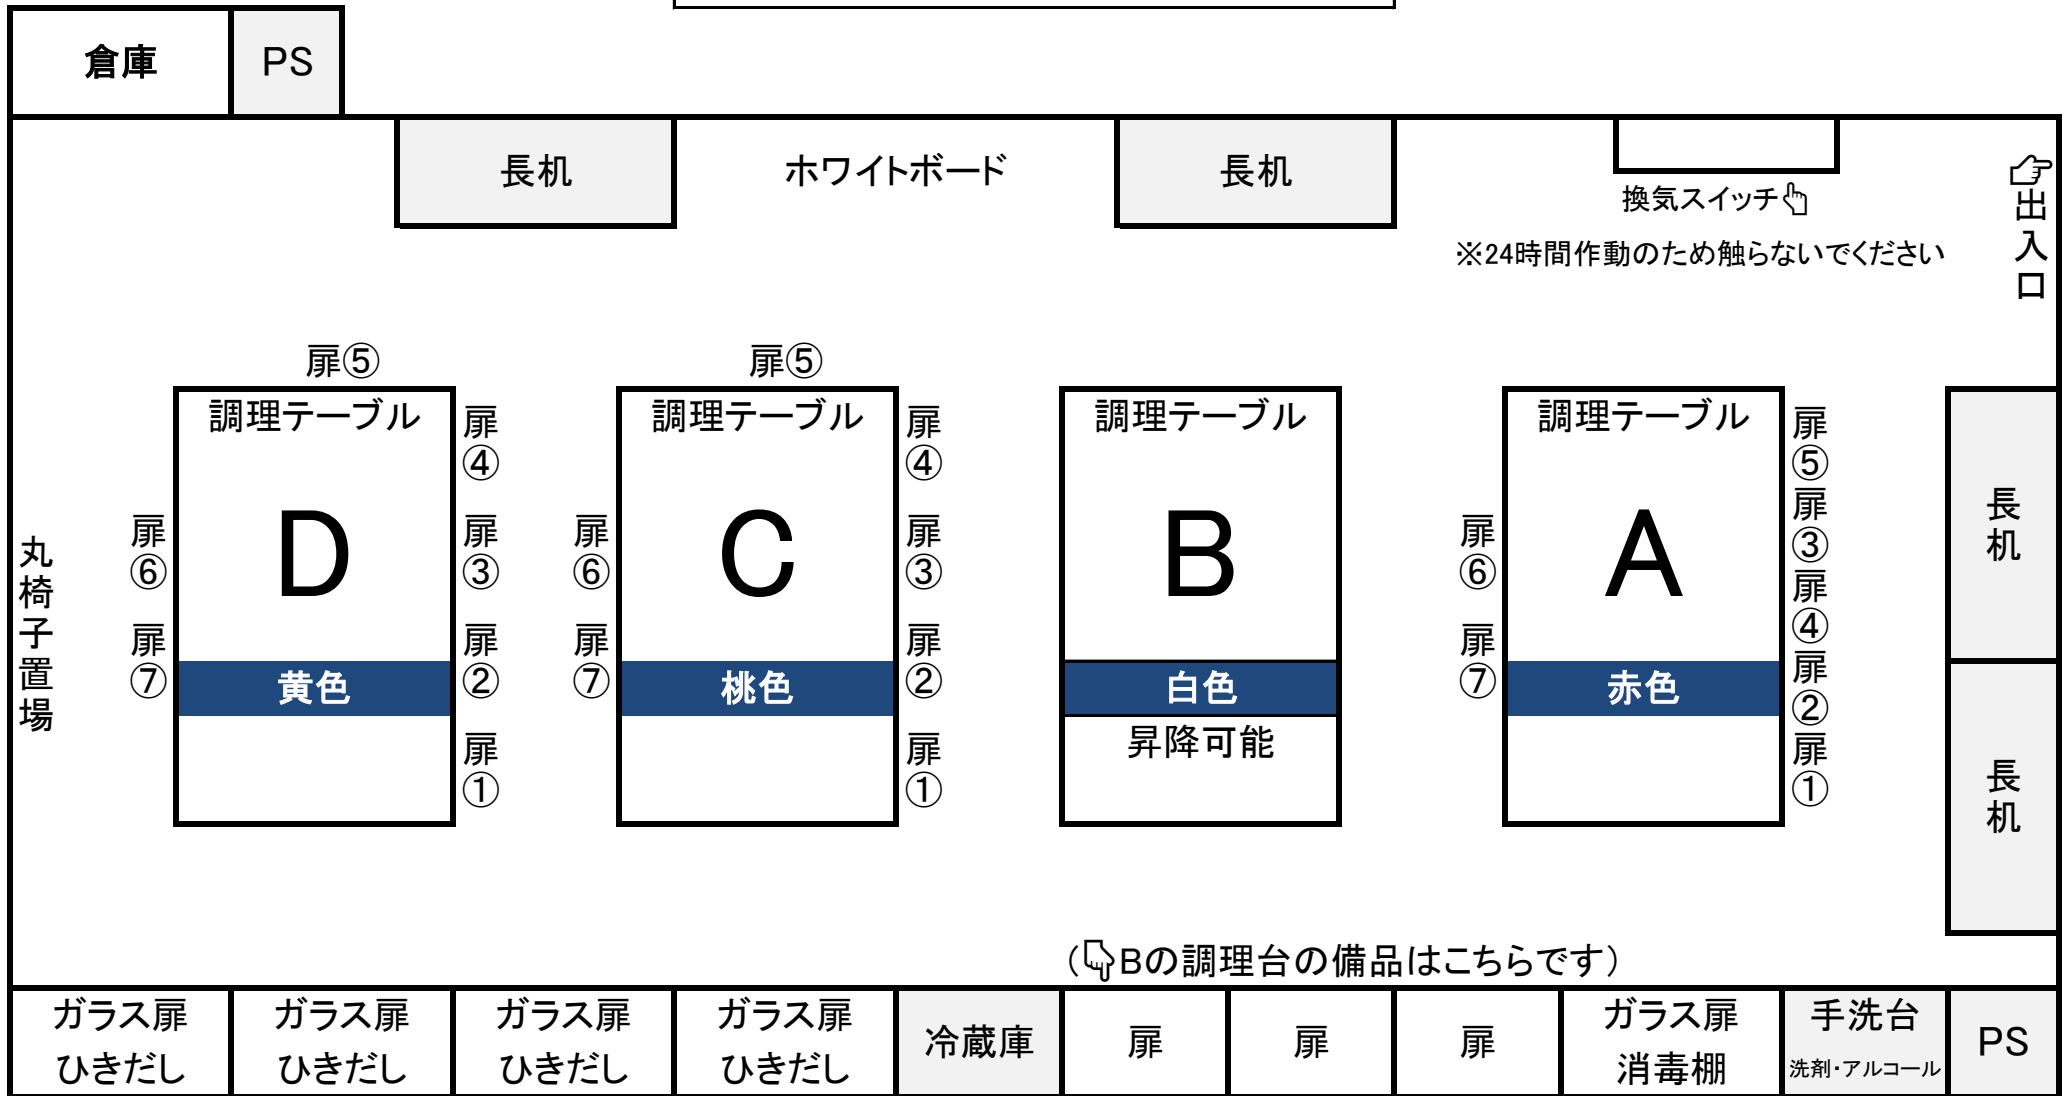 倉庫
PS
長机
ホワイトボード
長机
換気スイッチ
※24時間作動のため触らないでください
出入口
扉⑤
扉⑤
調理テーブル
D
黄色
扉④
扉③
扉②
扉①
扉⑥
扉⑦
丸椅子置場
調理テーブル
C
桃色
扉④
扉③
扉②
扉①
扉⑥
扉⑦
調理テーブル
B
白色
昇降可能
調理テーブル
A
赤色
扉⑥
扉⑦
扉⑤
扉③
扉④
扉②
扉①
長机
長机
（Bの調理台の備品はこちらです）
ガラス扉
ひきだし
ガラス扉
ひきだし
ガラス扉
ひきだし
ガラス扉
ひきだし
冷蔵庫
扉
扉
扉
ガラス扉
消毒棚
手洗台
洗剤・アルコール
PS